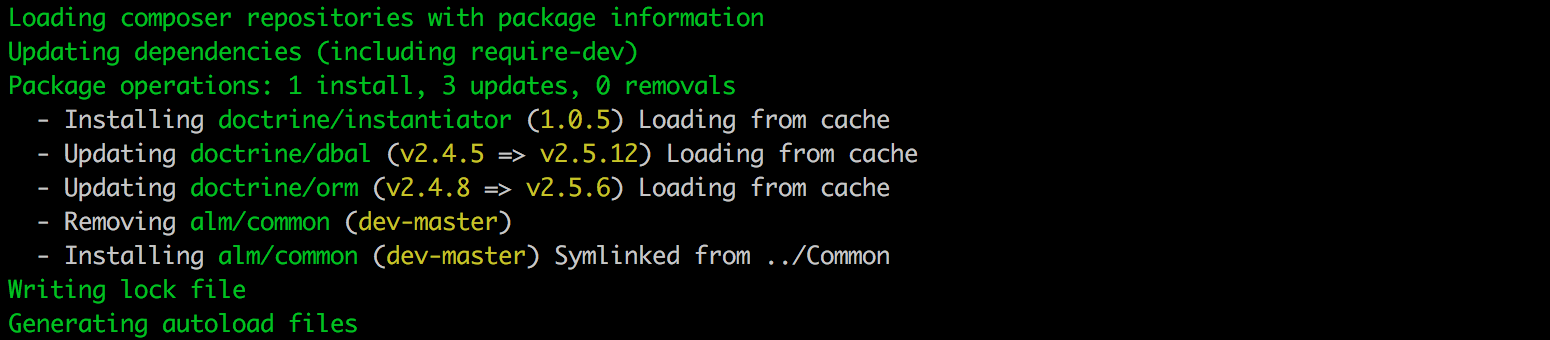 Loading composer repositories with package information
Updating dependencies (including require-dev)
Package operations: 1 install, 3 updates, 0 removals
  - Installing doctrine/instantiator (1.0.5) Loading from cache
  - Updating doctrine/dbal (v2.4.5 => v2.5.12) Loading from cache
  - Updating doctrine/orm (v2.4.8 => v2.5.6) Loading from cache
  - Removing alm/common (dev-master)
  - Installing alm/common (dev-master) Symlinked from ../Common
Writing lock file
Generating autoload files